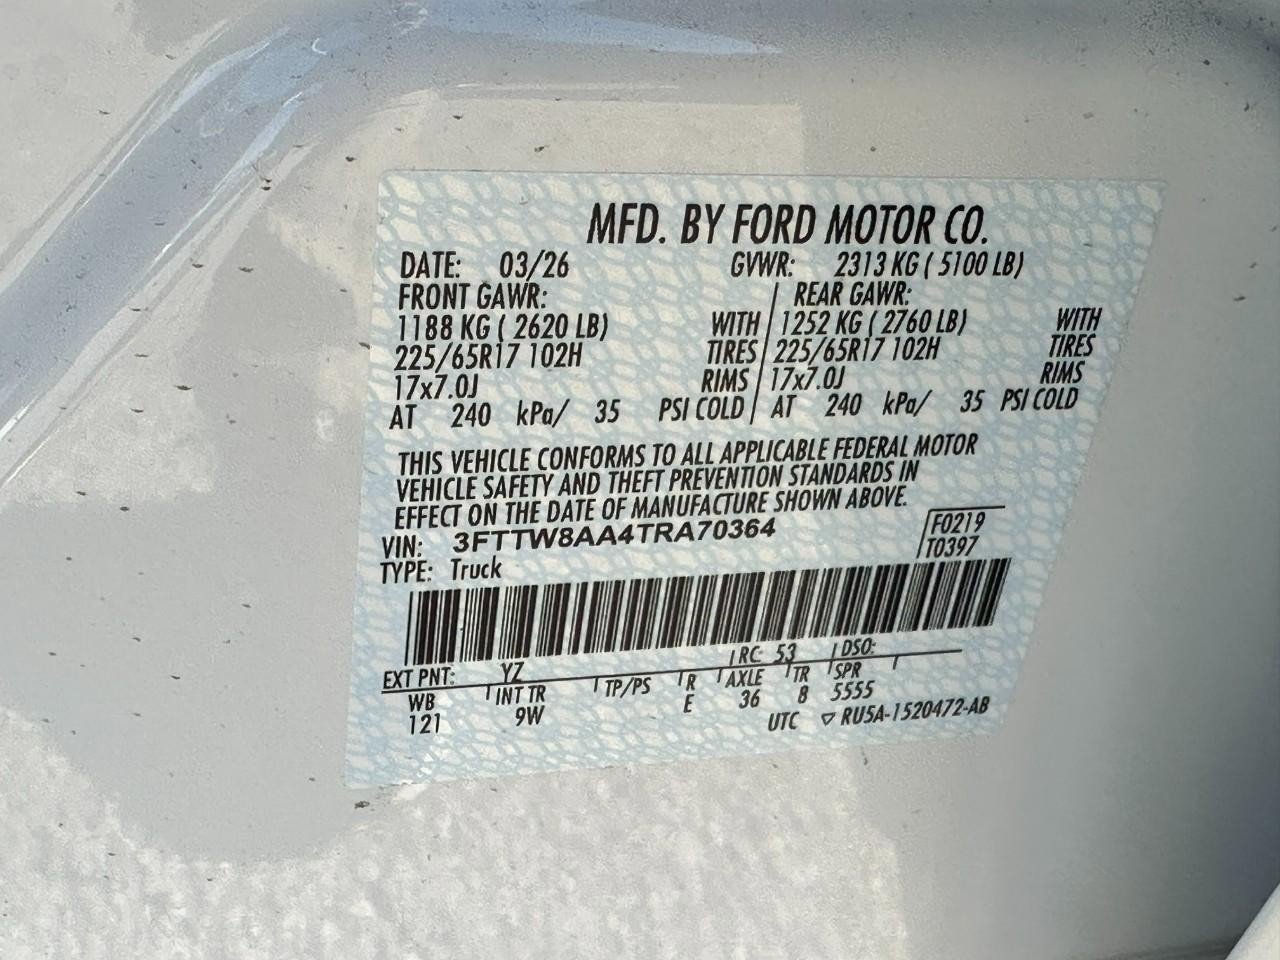 MFD. BY FORD MOTOR CO.
DATE: 03/26 GVWR: 2313 KG ( 5100 LB)
FRONT GAWR: REAR GAWR:
1188 KG ( 2620 LB) WITH 1252 KG ( 2760 LB) WITH
225/65R17 102H TIRES 225/65R17 102H TIRES
17x7.0J RIMS 17x7.0J RIMS
AT 240 kPa/ 35 PSI COLD AT 240 kPa/ 35 PSI COLD
THIS VEHICLE CONFORMS TO ALL APPLICABLE FEDERAL MOTOR
VEHICLE SAFETY AND THEFT PREVENTION STANDARDS IN
EFFECT ON THE DATE OF MANUFACTURE SHOWN ABOVE.
VIN: 3FTTW8AA4TRA70364 F0219
TYPE: Truck T0397
EXT PNT: YZ RC: 53 DSO:
WB INT TR TP/PS R AXLE TR SPR
121 9W E 36 8 5555
UTC ▽ RU5A-1520472-AB